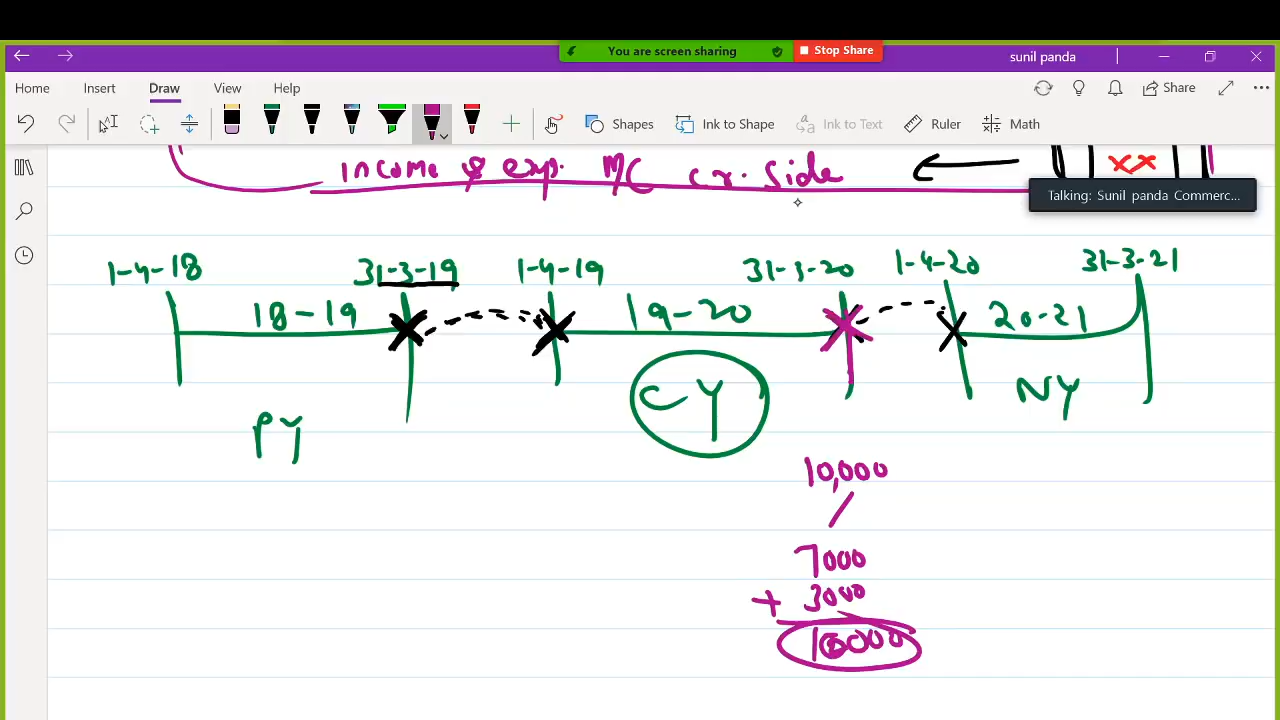 You are screen sharing
Stop Share
sunil panda
Home Insert Draw View Help
Share
Shapes
Ink to Shape
Ink to Text
Ruler
Math
income & exp. A/C cr. side
xx
Talking: Sunil panda Commerc...
1-4-18 31-3-19 1-4-19 31-3-20 1-4-20 31-3-21
18-19 19-20 20-21
PY CY NY
10,000
7000
+ 3000
10000